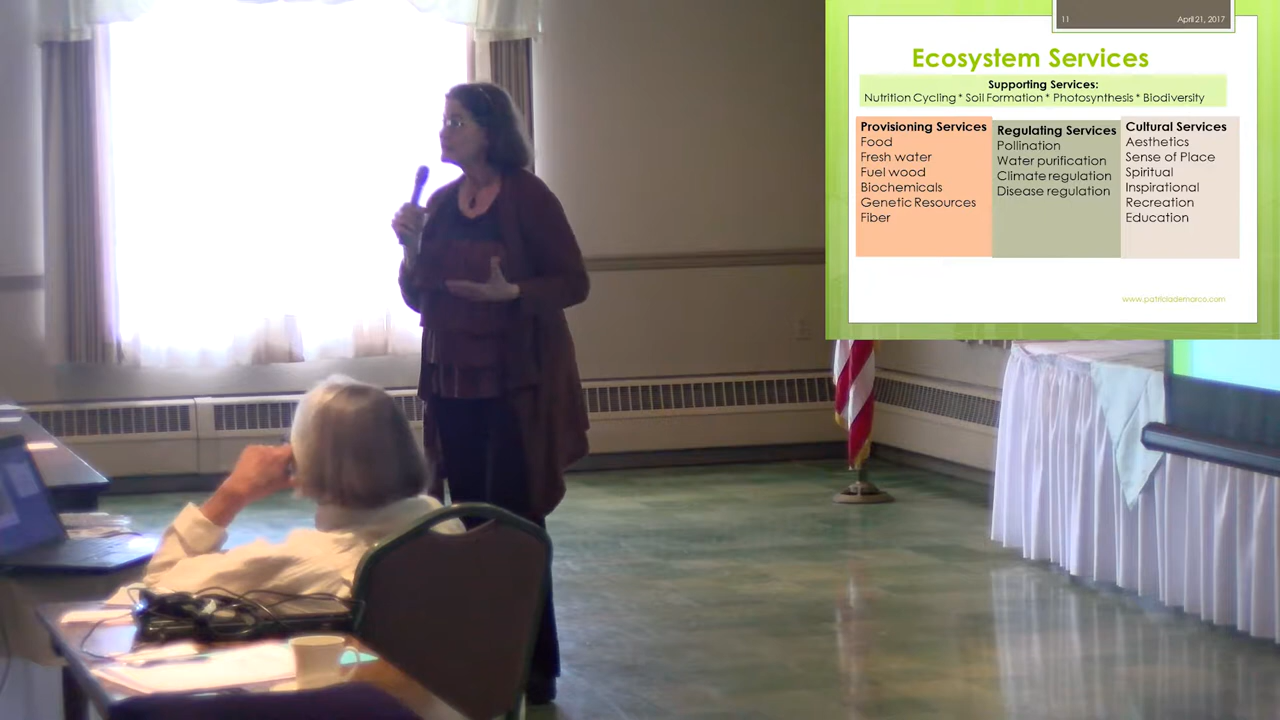 11
April 21, 2017
Ecosystem Services
Supporting Services:
Nutrition Cycling * Soil Formation * Photosynthesis * Biodiversity
Provisioning Services
Food
Fresh water
Fuel wood
Biochemicals
Genetic Resources
Fiber
Regulating Services
Pollination
Water purification
Climate regulation
Disease regulation
Cultural Services
Aesthetics
Sense of Place
Spiritual
Inspirational
Recreation
Education
www.patriciademarco.com